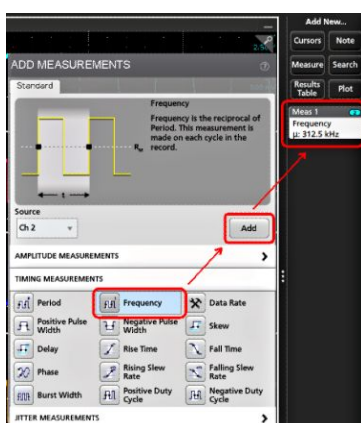 Add New...
Cursors Note
Measure Search
Results Table Plot
Meas 1
Frequency
µ: 312.5 kHz
ADD MEASUREMENTS
Standard
Frequency
Frequency is the reciprocal of
Period. This measurement is
made on each cycle in the
record.
t
Source
Ch 2
Add
AMPLITUDE MEASUREMENTS
TIMING MEASUREMENTS
Period Frequency Data Rate
Positive Pulse Width Negative Pulse Width Skew
Delay Rise Time Fall Time
Phase Rising Slew Rate Falling Slew Rate
Burst Width Positive Duty Cycle Negative Duty Cycle
JITTER MEASUREMENTS